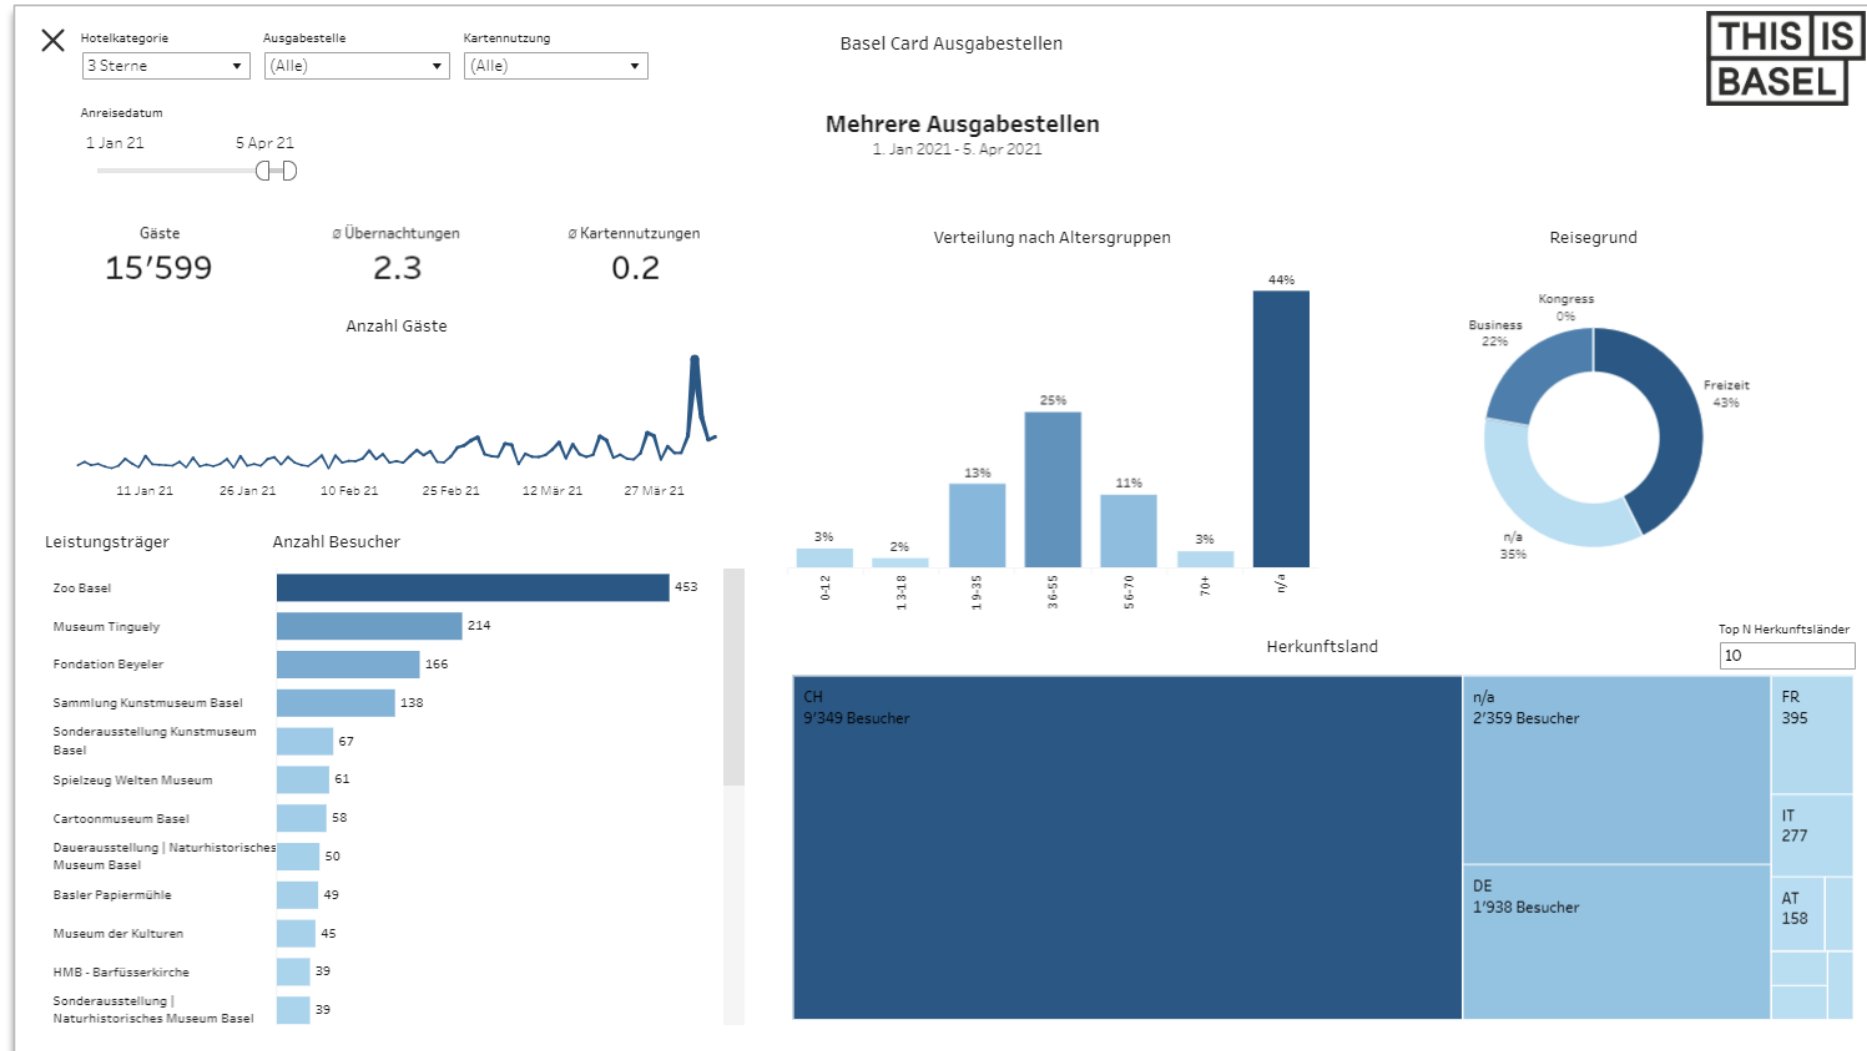 Hotelkategorie
Ausgabestelle
Kartennutzung
3 Sterne
(Alle)
(Alle)
Basel Card Ausgabestellen
THIS IS
BASEL
Anreisedatum
1 Jan 21
5 Apr 21
Mehrere Ausgabestellen
1. Jan 2021 - 5. Apr 2021
Gäste
15’599
ø Übernachtungen
2.3
ø Kartennutzungen
0.2
Anzahl Gäste
11 Jan 21
26 Jan 21
10 Feb 21
25 Feb 21
12 Mär 21
27 Mär 21
Verteilung nach Altersgruppen
3%
2%
13%
25%
11%
3%
44%
0-12
13-18
19-35
36-55
56-70
70+
n/a
Reisegrund
Kongress
0%
Business
22%
Freizeit
43%
n/a
35%
Leistungsträger
Anzahl Besucher
Zoo Basel
453
Museum Tinguely
214
Fondation Beyeler
166
Sammlung Kunstmuseum Basel
138
Sonderausstellung Kunstmuseum
Basel
67
Spielzeug Welten Museum
61
Cartoonmuseum Basel
58
Dauerausstellung | Naturhistorisches
Museum Basel
50
Basler Papiermühle
49
Museum der Kulturen
45
HMB - Barfüsserkirche
39
Sonderausstellung |
Naturhistorisches Museum Basel
39
Herkunftsland
Top N Herkunftsländer
10
CH
9’349 Besucher
n/a
2’359 Besucher
DE
1’938 Besucher
FR
395
IT
277
AT
158